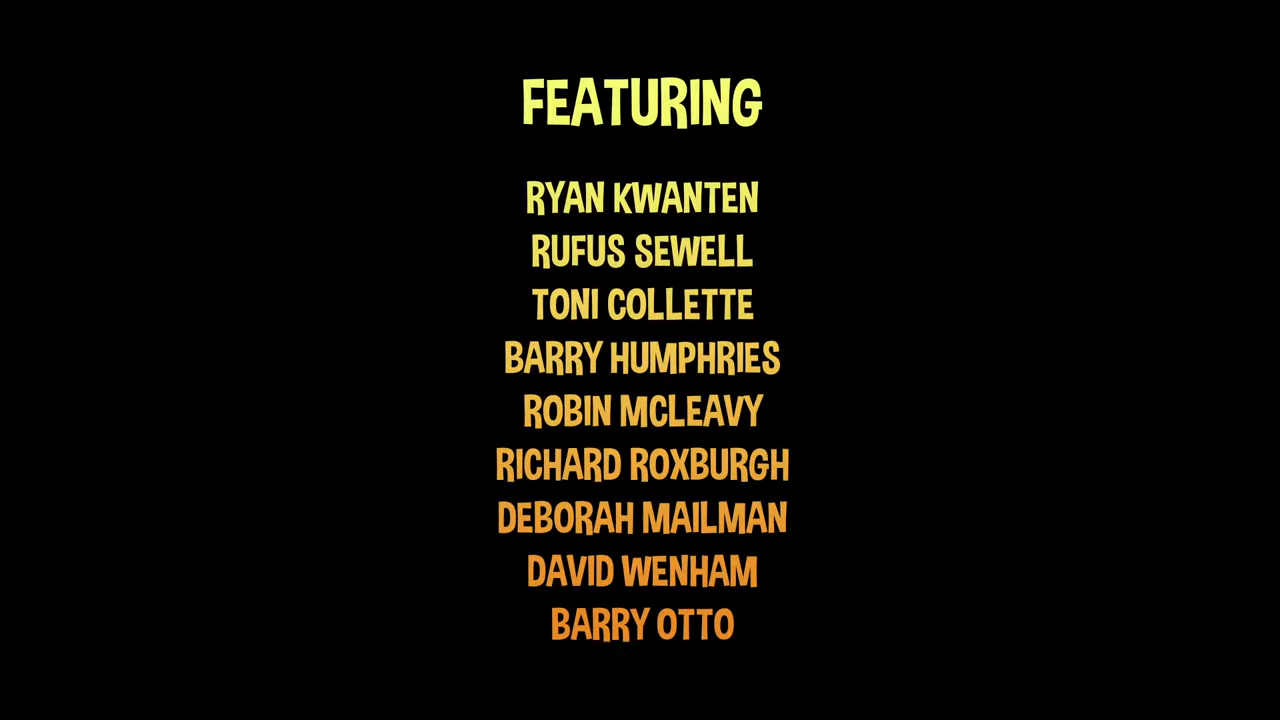 FEATURING
RYAN KWANTEN
RUFUS SEWELL
TONI COLLETTE
BARRY HUMPHRIES
ROBIN MCLEAVY
RICHARD ROXBURGH
DEBORAH MAILMAN
DAVID WENHAM
BARRY OTTO